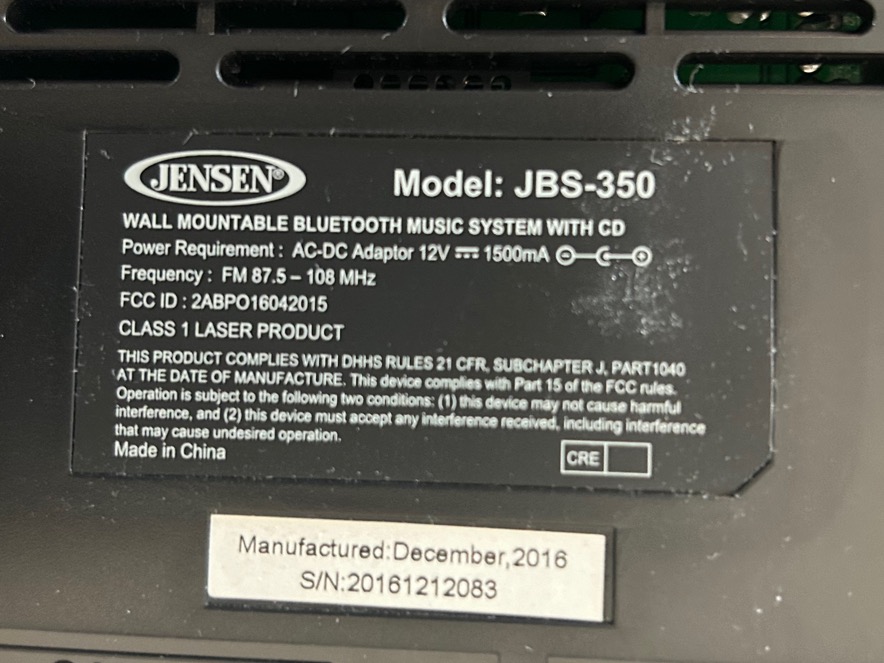 JENSEN®
Model: JBS-350
WALL MOUNTABLE BLUETOOTH MUSIC SYSTEM WITH CD
Power Requirement : AC-DC Adaptor 12V ⎓ 1500mA
Frequency : FM 87.5 – 108 MHz
FCC ID : 2ABPO16042015
CLASS 1 LASER PRODUCT
THIS PRODUCT COMPLIES WITH DHHS RULES 21 CFR, SUBCHAPTER J, PART1040
AT THE DATE OF MANUFACTURE. This device complies with Part 15 of the FCC rules.
Operation is subject to the following two conditions: (1) this device may not cause harmful
interference, and (2) this device must accept any interference received, including interference
that may cause undesired operation.
Made in China
CRE
Manufactured:December,2016
S/N:20161212083